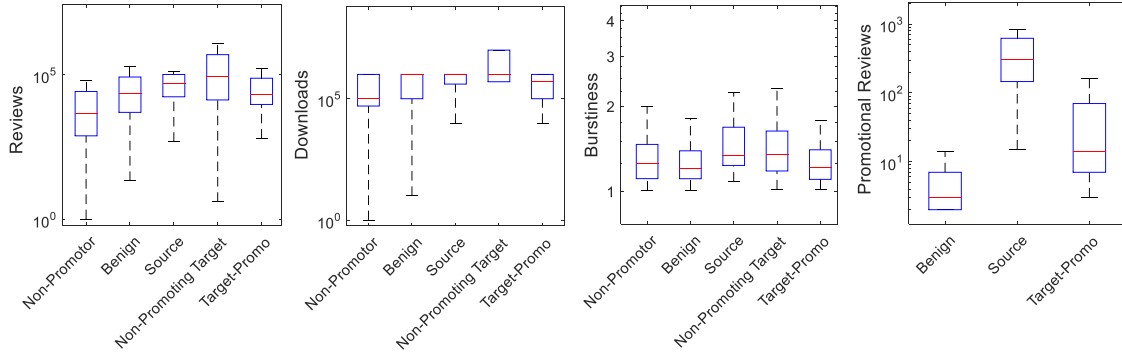 Reviews
10^5
10^0
Non-Promotor
Benign
Source
Non-Promoting Target
Target-Promo
Downloads
10^5
10^0
Non-Promotor
Benign
Source
Non-Promoting Target
Target-Promo
Burstiness
4
3
2
1
Non-Promotor
Benign
Source
Non-Promoting Target
Target-Promo
Promotional Reviews
10^3
10^2
10^1
Benign
Source
Target-Promo